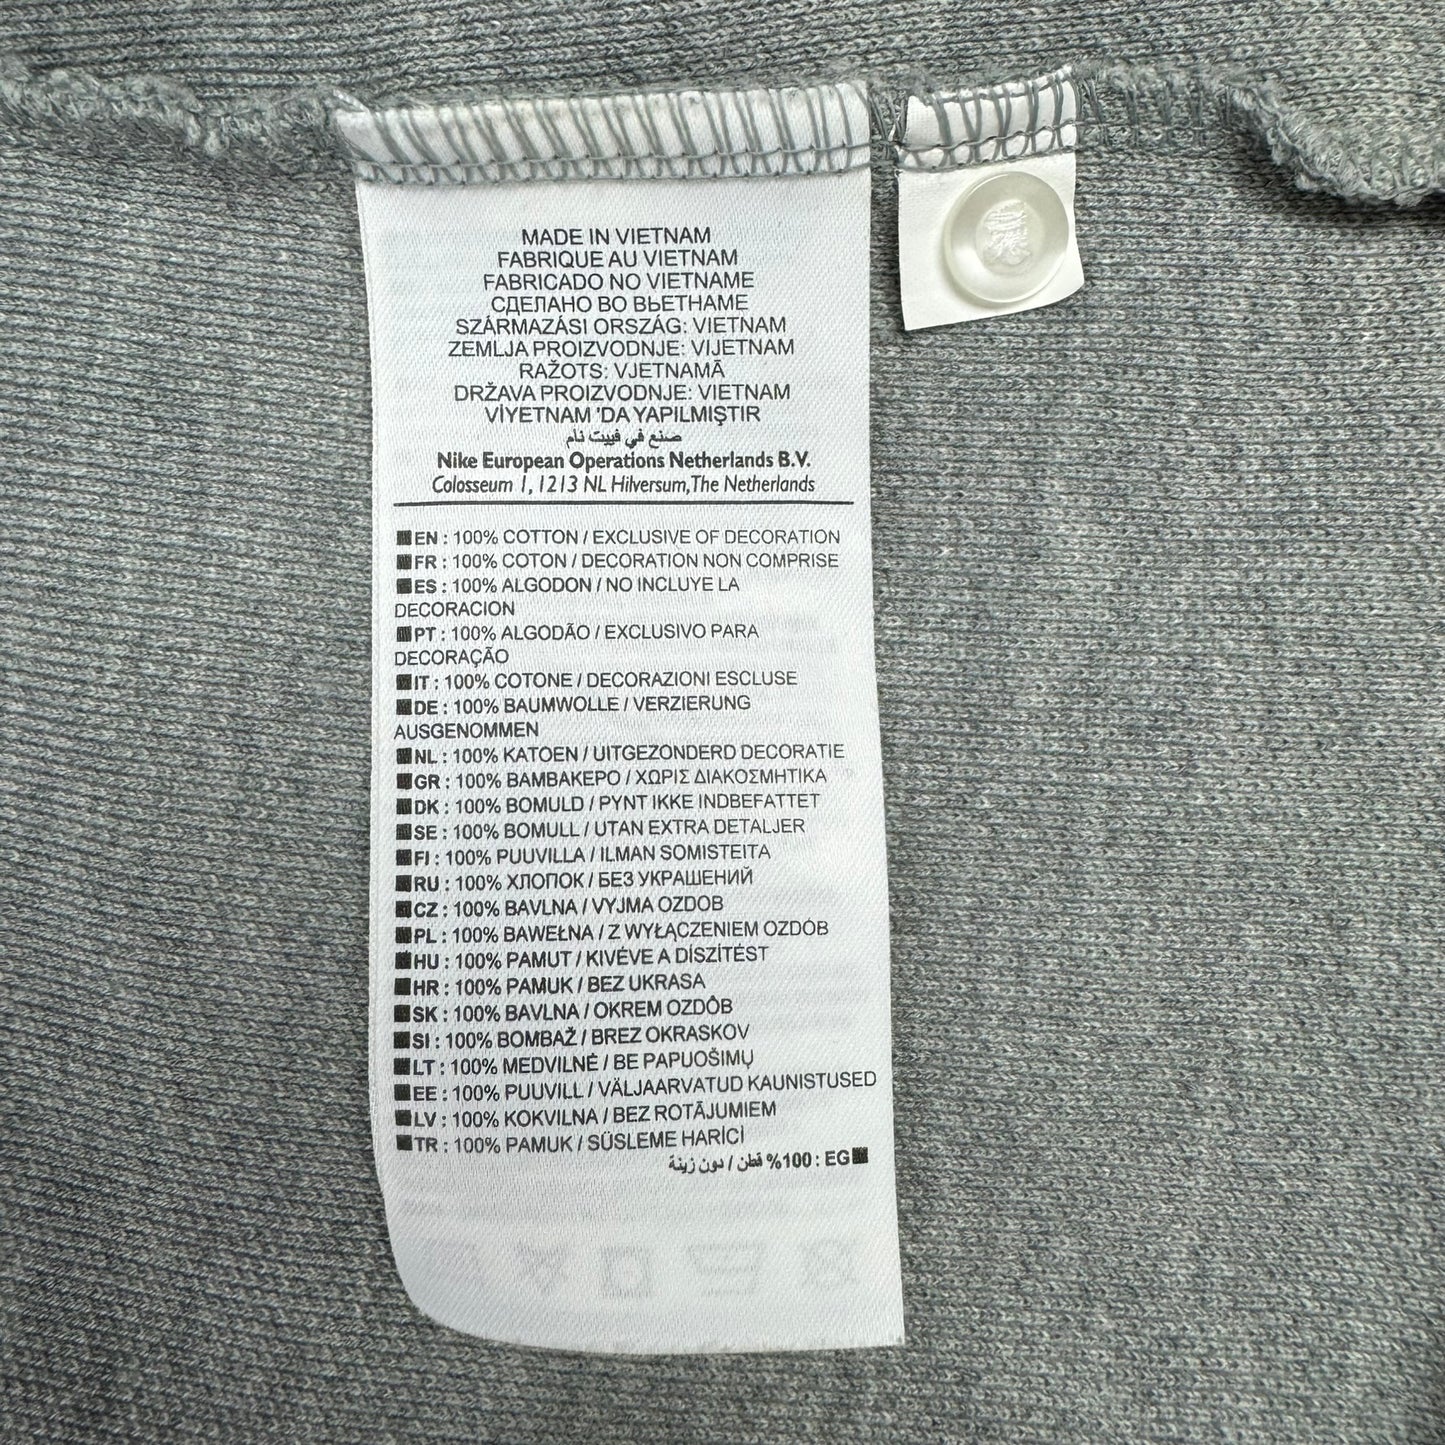 MADE IN VIETNAM
FABRIQUE AU VIETNAM
FABRICADO NO VIETNAME
СДЕЛАНО ВО ВЬЕТНАМЕ
SZÁRMAZÁSI ORSZÁG: VIETNAM
ZEMLJA PROIZVODNJE: VIJETNAM
RAŽOTS: VJETNAMĀ
DRŽAVA PROIZVODNJE: VIETNAM
VİYETNAM 'DA YAPILMIŞTIR
صنع في فييت نام
Nike European Operations Netherlands B.V.
Colosseum 1, 1213 NL Hilversum, The Netherlands
EN : 100% COTTON / EXCLUSIVE OF DECORATION
FR : 100% COTON / DECORATION NON COMPRISE
ES : 100% ALGODON / NO INCLUYE LA
DECORACION
PT : 100% ALGODÃO / EXCLUSIVO PARA
DECORAÇÃO
IT : 100% COTONE / DECORAZIONI ESCLUSE
DE : 100% BAUMWOLLE / VERZIERUNG
AUSGENOMMEN
NL : 100% KATOEN / UITGEZONDERD DECORATIE
GR : 100% ΒΑΜΒΑΚΕΡΟ / ΧΩΡΙΣ ΔΙΑΚΟΣΜΗΤΙΚΑ
DK : 100% BOMULD / PYNT IKKE INDBEFATTET
SE : 100% BOMULL / UTAN EXTRA DETALJER
FI : 100% PUUVILLA / ILMAN SOMISTEITA
RU : 100% ХЛОПОК / БЕЗ УКРАШЕНИЙ
CZ : 100% BAVLNA / VYJMA OZDOB
PL : 100% BAWEŁNA / Z WYŁĄCZENIEM OZDÓB
HU : 100% PAMUT / KIVÉVE A DÍSZÍTÉST
HR : 100% PAMUK / BEZ UKRASA
SK : 100% BAVLNA / OKREM OZDÔB
SI : 100% BOMBAŽ / BREZ OKRASKOV
LT : 100% MEDVILNĖ / BE PAPUOŠIMŲ
EE : 100% PUUVILL / VÄLJAARVATUD KAUNISTUSED
LV : 100% KOKVILNA / BEZ ROTĀJUMIEM
TR : 100% PAMUK / SÜSLEME HARİCİ
EG : 100% قطن / دون زينة